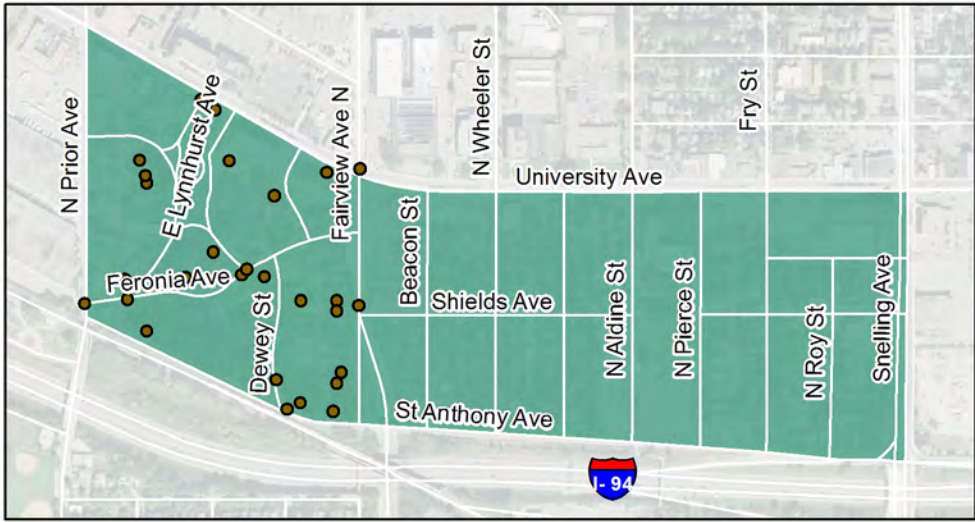 N Prior Ave
E Lynnhurst Ave
Fairview Ave N
N Wheeler St
Fry St
University Ave
Beacon St
Feronia Ave
Shields Ave
Dewey St
N Aldine St
N Pierce St
N Roy St
Snelling Ave
St Anthony Ave
I- 94